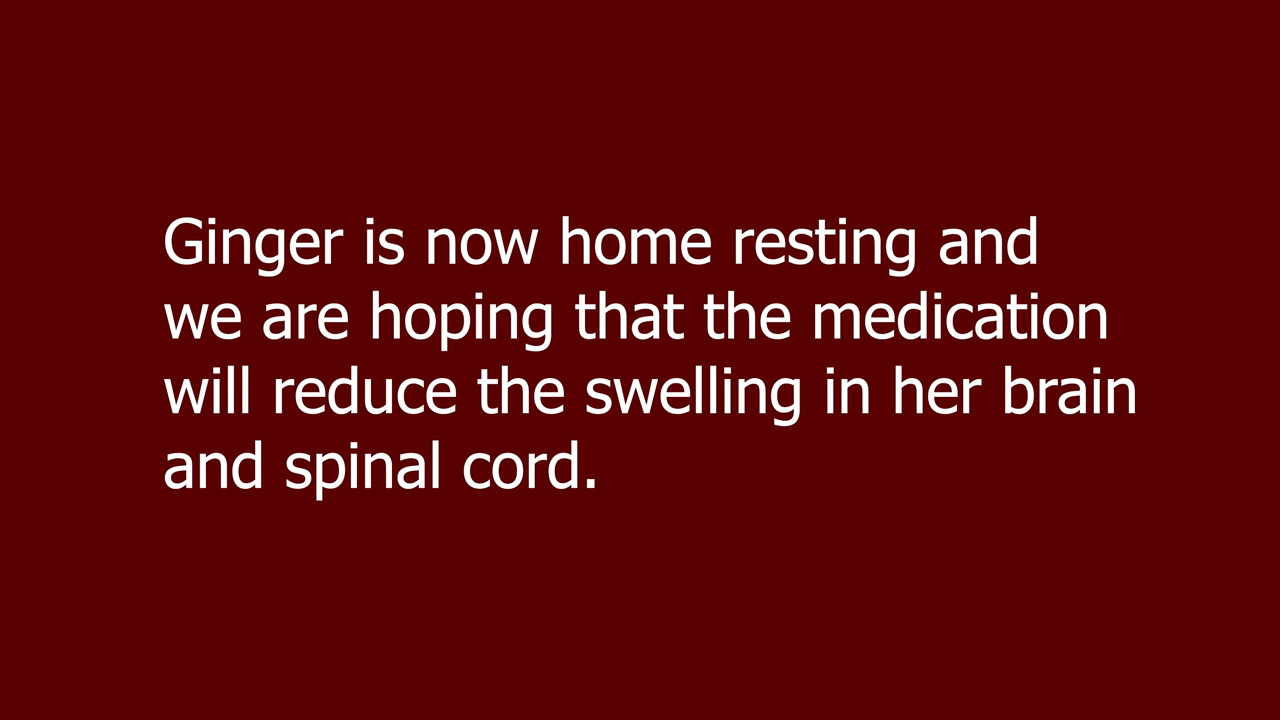 Ginger is now home resting and
we are hoping that the medication
will reduce the swelling in her brain
and spinal cord.